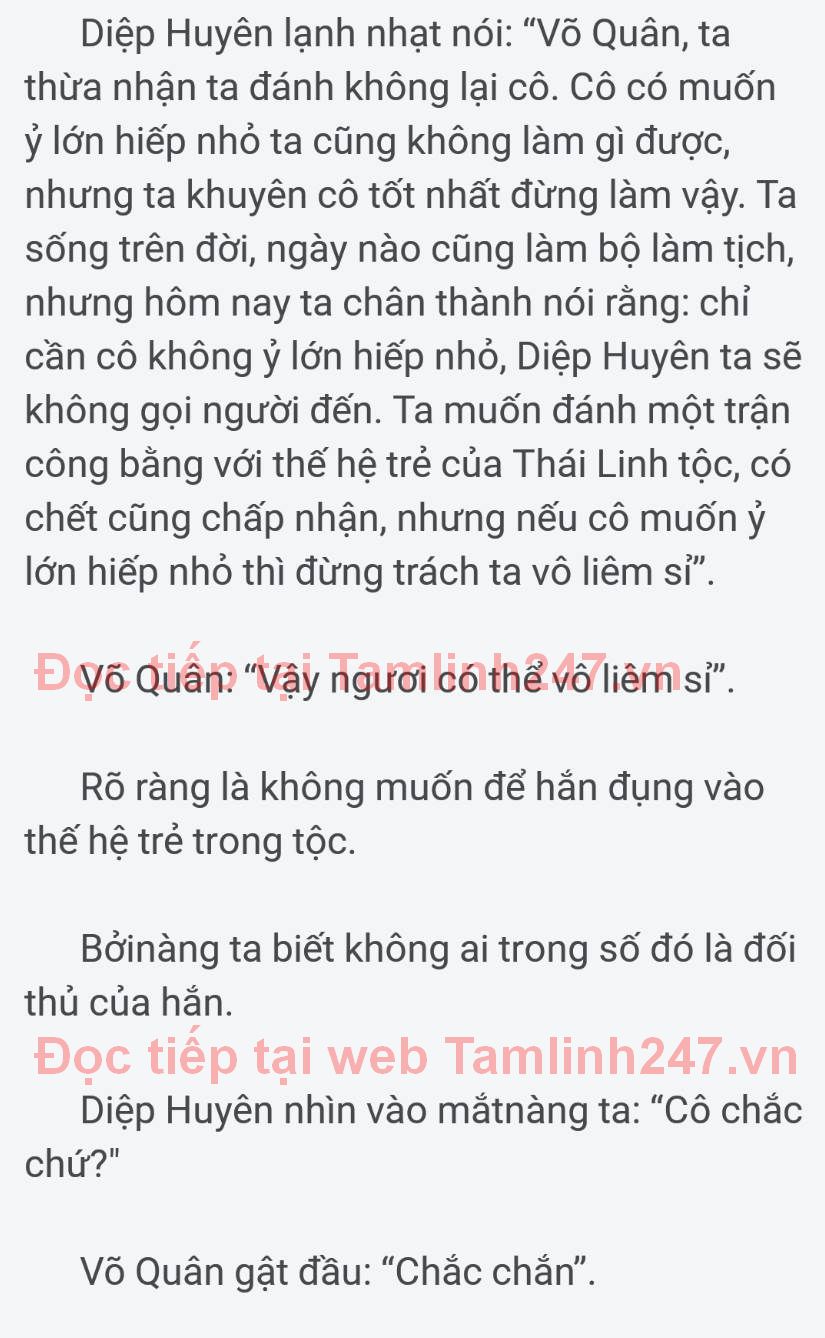 Diệp Huyên lạnh nhạt nói: “Võ Quân, ta
thừa nhận ta đánh không lại cô. Cô có muốn
ỷ lớn hiếp nhỏ ta cũng không làm gì được,
nhưng ta khuyên cô tốt nhất đừng làm vậy. Ta
sống trên đời, ngày nào cũng làm bộ làm tịch,
nhưng hôm nay ta chân thành nói rằng: chỉ
cần cô không ỷ lớn hiếp nhỏ, Diệp Huyên ta sẽ
không gọi người đến. Ta muốn đánh một trận
công bằng với thế hệ trẻ của Thái Linh tộc, có
chết cũng chấp nhận, nhưng nếu cô muốn ỷ
lớn hiếp nhỏ thì đừng trách ta vô liêm sỉ”.
Đọc tiếp tại Tamlinh247.vn
Võ Quân: “Vậy ngươi có thể vô liêm sỉ”.
Rõ ràng là không muốn để hắn đụng vào
thế hệ trẻ trong tộc.
Bởinàng ta biết không ai trong số đó là đối
thủ của hắn.
Đọc tiếp tại web Tamlinh247.vn
Diệp Huyên nhìn vào mắtnàng ta: “Cô chắc
chứ?"
Võ Quân gật đầu: “Chắc chắn”.